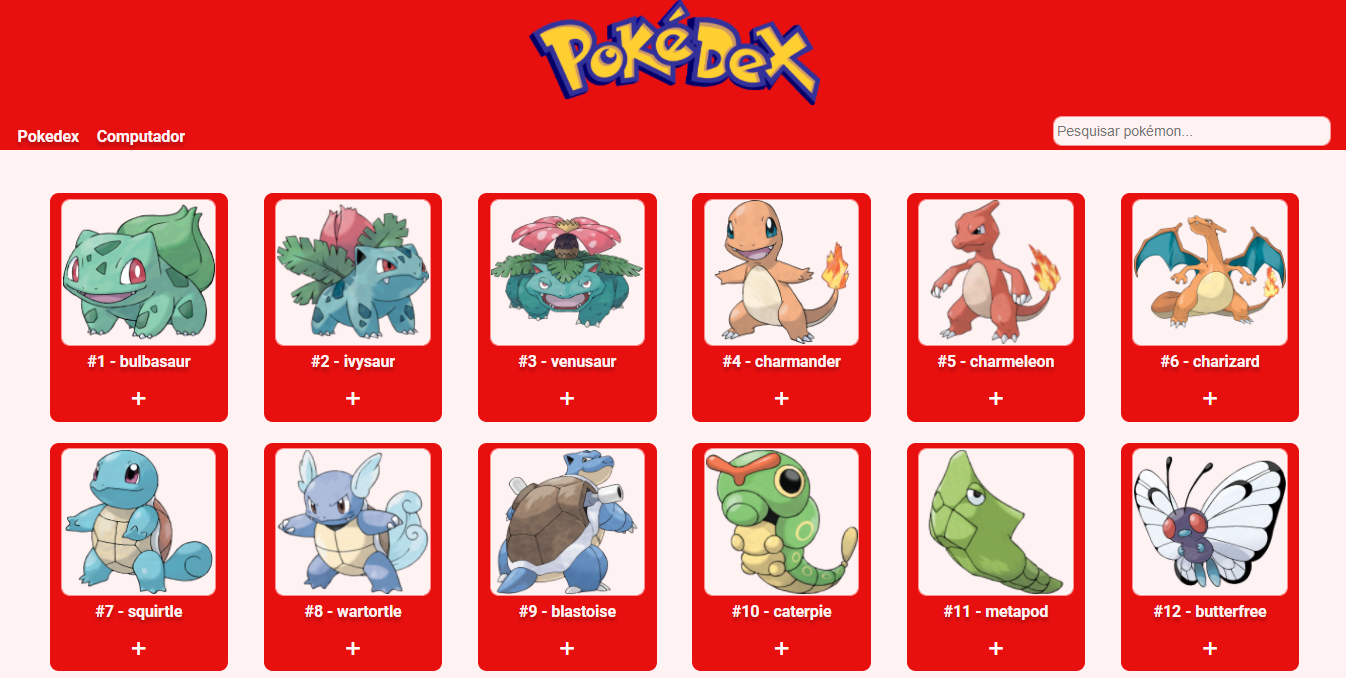 PokéDex
Pokedex Computador
Pesquisar pokémon...
#1 - bulbasaur
#2 - ivysaur
#3 - venusaur
#4 - charmander
#5 - charmeleon
#6 - charizard
+ + + + + +
#7 - squirtle
#8 - wartortle
#9 - blastoise
#10 - caterpie
#11 - metapod
#12 - butterfree
+ + + + + +